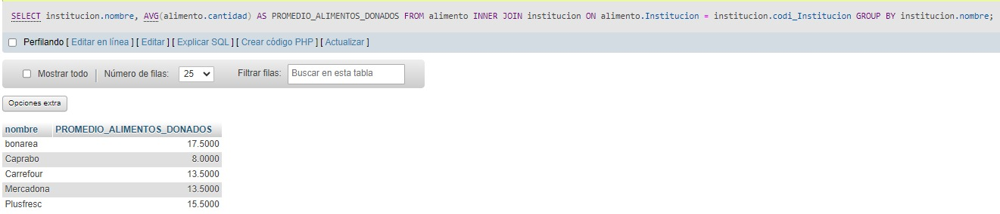 SELECT institucion.nombre, AVG(alimento.cantidad) AS PROMEDIO_ALIMENTOS_DONADOS FROM alimento INNER JOIN institucion ON alimento.Institucion = institucion.codi_Institucion GROUP BY institucion.nombre;
Perfilando [ Editar en línea ] [ Editar ] [ Explicar SQL ] [ Crear código PHP ] [ Actualizar ]
Mostrar todo | Número de filas: 25 Filtrar filas: Buscar en esta tabla
Opciones extra
nombre PROMEDIO_ALIMENTOS_DONADOS
bonarea 17.5000
Caprabo 8.0000
Carrefour 13.5000
Mercadona 13.5000
Plusfresc 15.5000